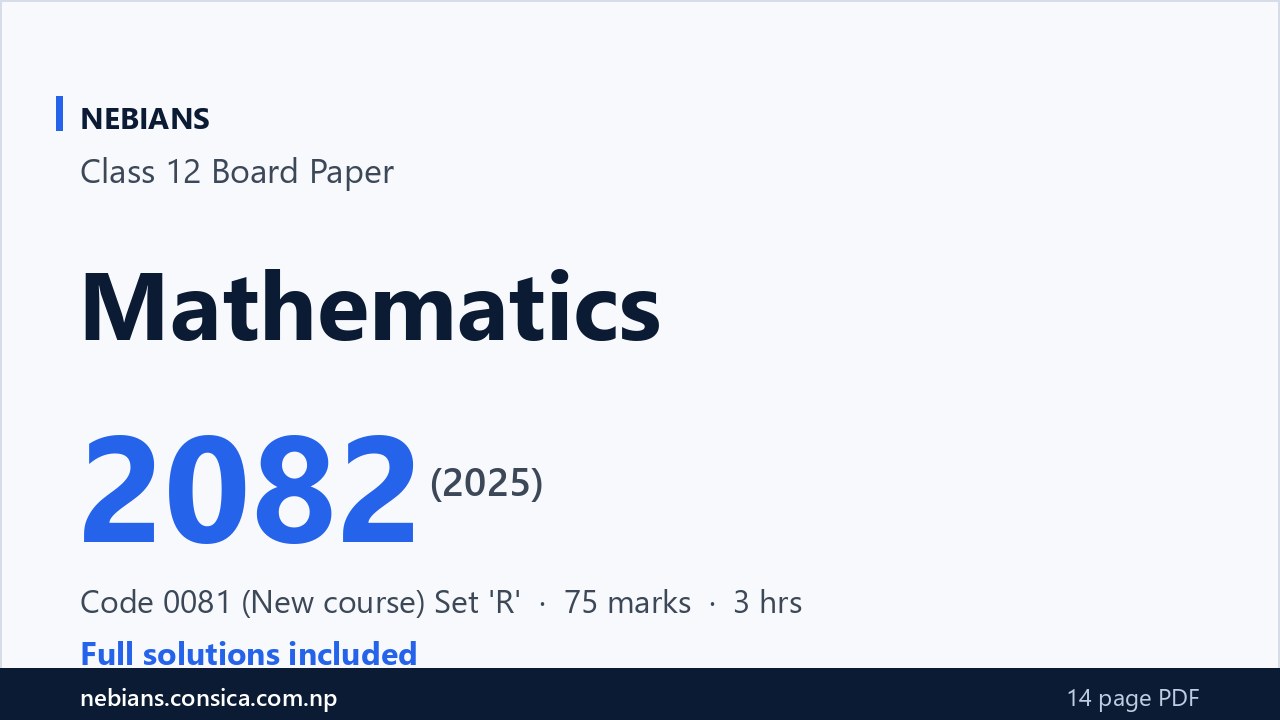 NEBIANS
Class 12 Board Paper
Mathematics
2082 (2025)
Code 0081 (New course) Set 'R' · 75 marks · 3 hrs
Full solutions included
nebians.consica.com.np
14 page PDF